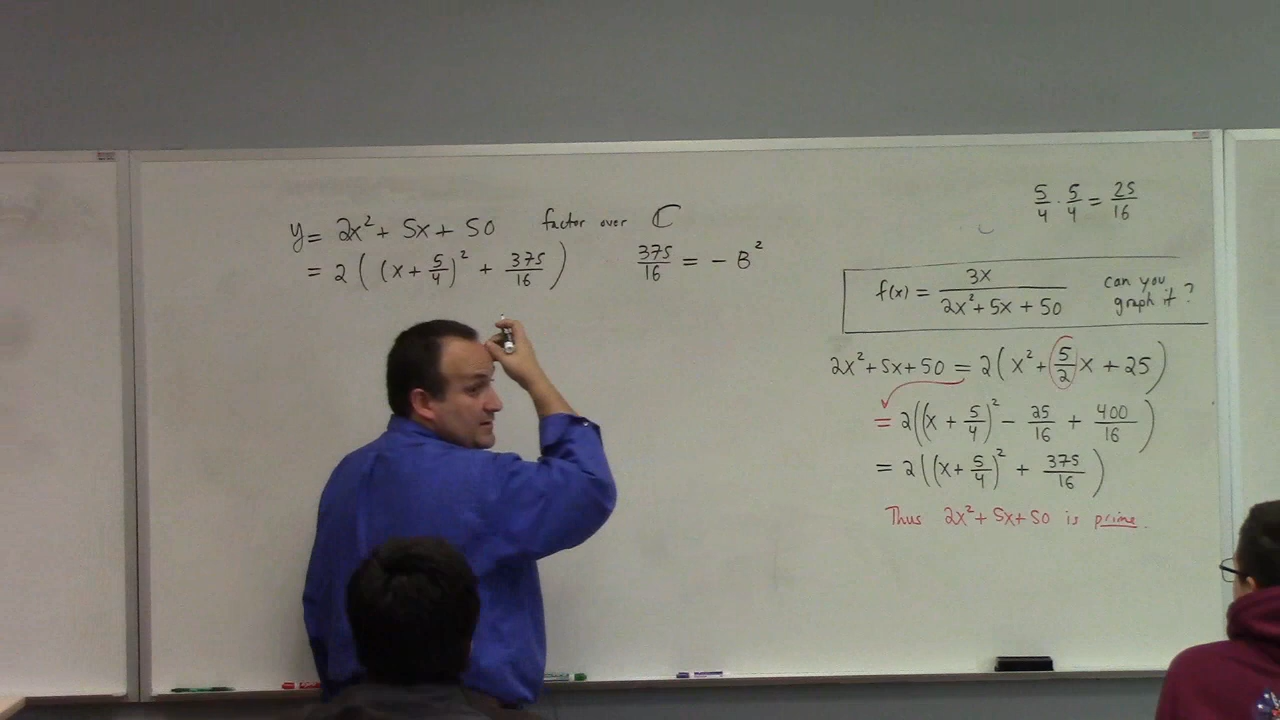 y = 2x² + 5x + 50 factor over ℂ
= 2((x + 5/4)² + 375/16) 375/16 = - B²
5/4 · 5/4 = 25/16
f(x) = 3x/(2x² + 5x + 50) can you graph it?
2x² + 5x + 50 = 2(x² + 5/2 x + 25)
= 2((x + 5/4)² - 25/16 + 400/16)
= 2((x + 5/4)² + 375/16)
Thus 2x² + 5x + 50 is prime.